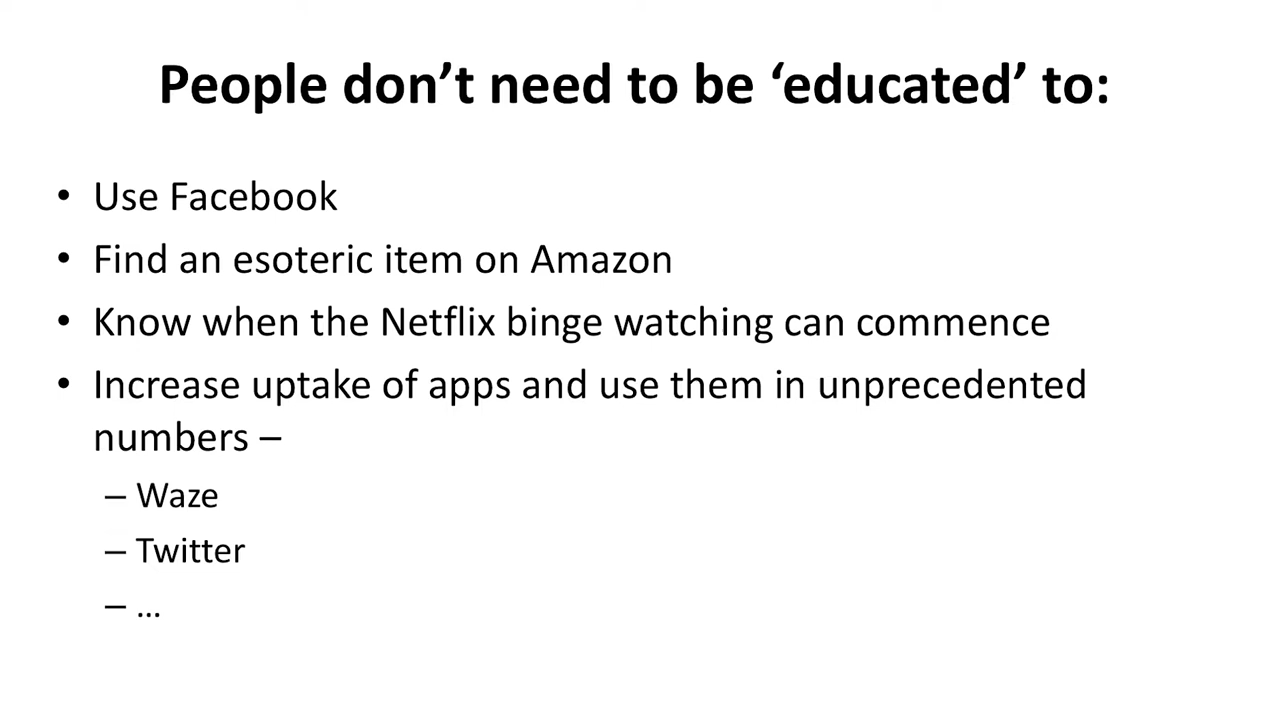 People don’t need to be ‘educated’ to:
• Use Facebook
• Find an esoteric item on Amazon
• Know when the Netflix binge watching can commence
• Increase uptake of apps and use them in unprecedented
numbers –
– Waze
– Twitter
– …